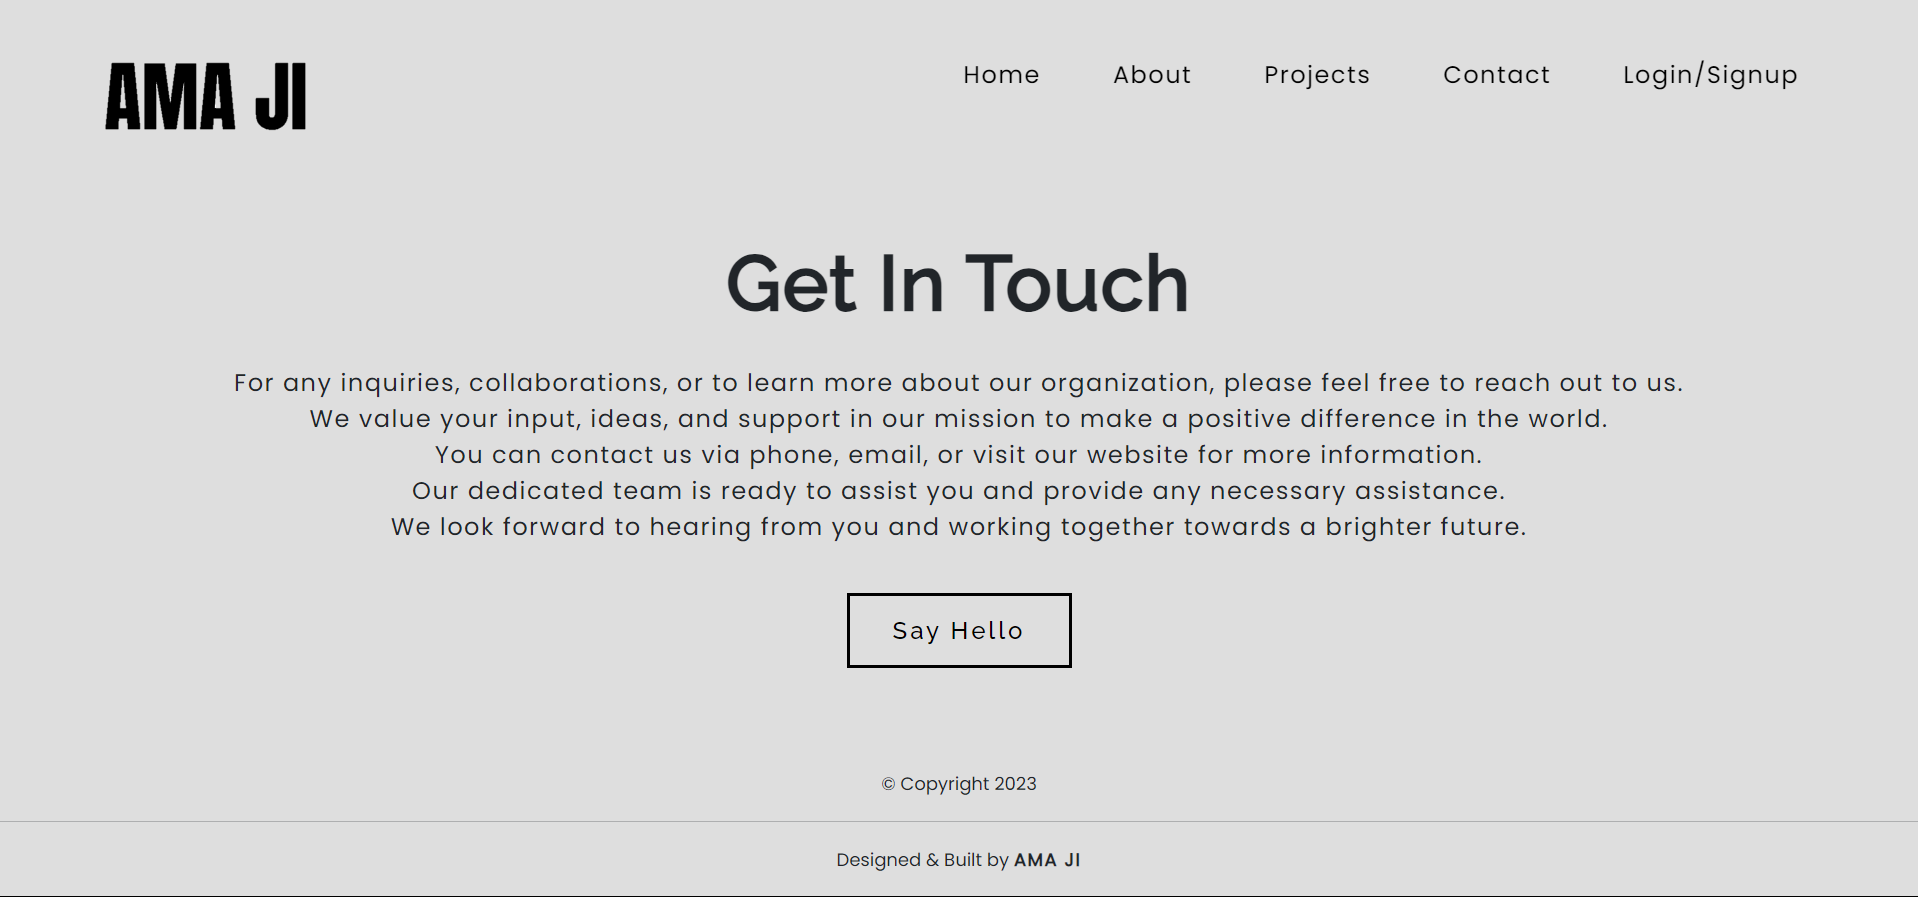 AMA JI
Home About Projects Contact Login/Signup
Get In Touch
For any inquiries, collaborations, or to learn more about our organization, please feel free to reach out to us.
We value your input, ideas, and support in our mission to make a positive difference in the world.
You can contact us via phone, email, or visit our website for more information.
Our dedicated team is ready to assist you and provide any necessary assistance.
We look forward to hearing from you and working together towards a brighter future.
Say Hello
© Copyright 2023
Designed & Built by AMA JI